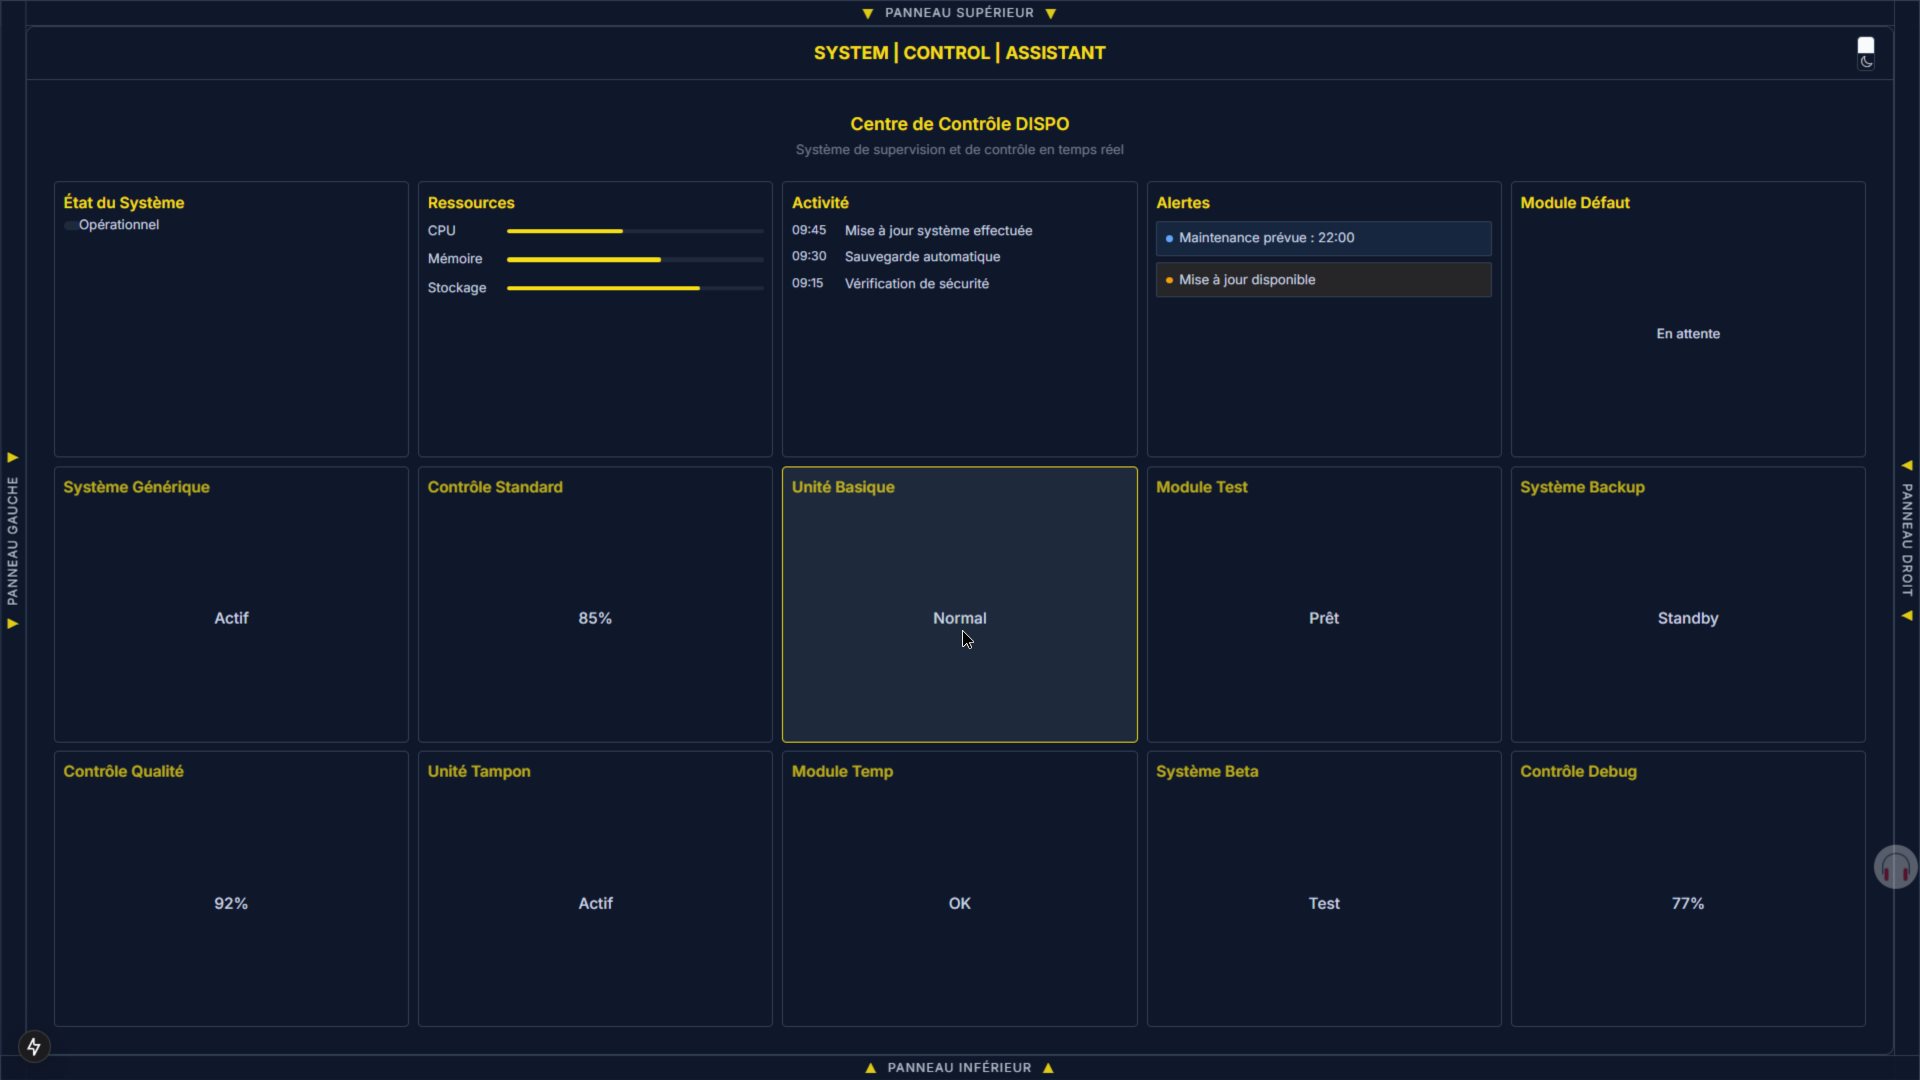 PANNEAU SUPÉRIEUR
SYSTEM | CONTROL | ASSISTANT
Centre de Contrôle DISPO
Système de supervision et de contrôle en temps réel
État du Système
Opérationnel
Ressources
CPU
Mémoire
Stockage
Activité
09:45 Mise à jour système effectuée
09:30 Sauvegarde automatique
09:15 Vérification de sécurité
Alertes
Maintenance prévue : 22:00
Mise à jour disponible
Module Défaut
En attente
PANNEAU GAUCHE
Système Générique
Actif
Contrôle Standard
85%
Unité Basique
Normal
Module Test
Prêt
Système Backup
Standby
PANNEAU DROIT
Contrôle Qualité
92%
Unité Tampon
Actif
Module Temp
OK
Système Beta
Test
Contrôle Debug
77%
PANNEAU INFÉRIEUR